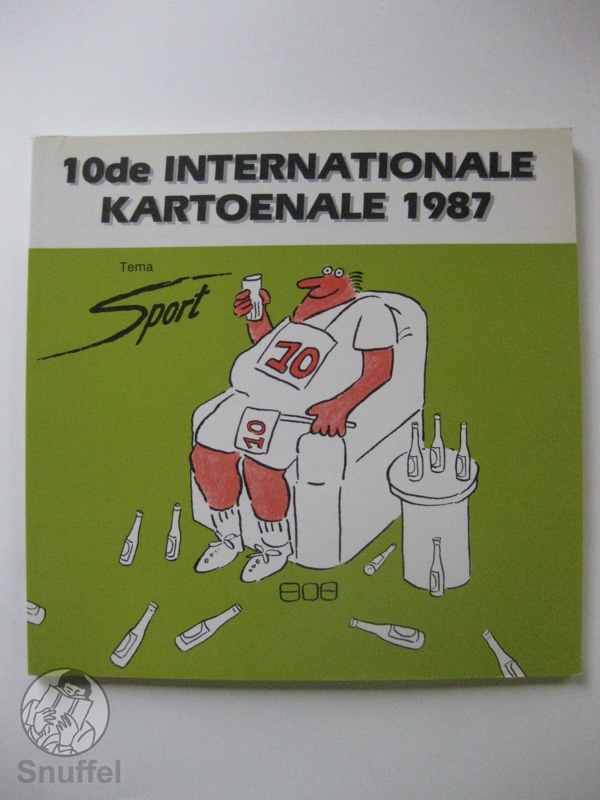 10de INTERNATIONALE
KARTOENALE 1987
Tema
Sport
10
10
Snuffel